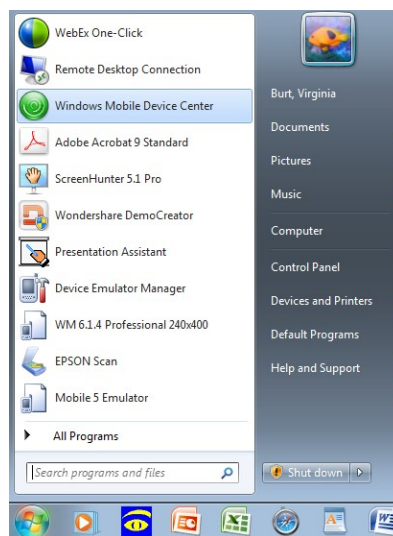 WebEx One-Click
Remote Desktop Connection
Windows Mobile Device Center
Adobe Acrobat 9 Standard
ScreenHunter 5.1 Pro
Wondershare DemoCreator
Presentation Assistant
Device Emulator Manager
WM 6.1.4 Professional 240x400
EPSON Scan
Mobile 5 Emulator
All Programs
Search programs and files
Burt, Virginia
Documents
Pictures
Music
Computer
Control Panel
Devices and Printers
Default Programs
Help and Support
Shut down